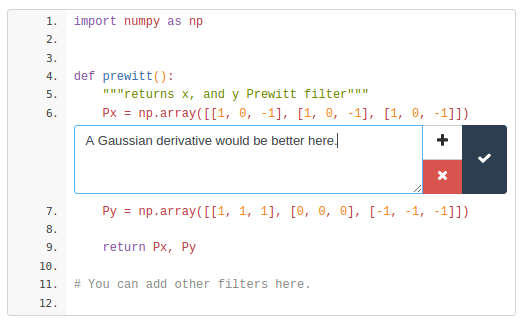 1. import numpy as np
2.
3.
4. def prewitt():
5.     """returns x, and y Prewitt filter"""
6.     Px = np.array([[1, 0, -1], [1, 0, -1], [1, 0, -1]])
A Gaussian derivative would be better here.
7.     Py = np.array([[1, 1, 1], [0, 0, 0], [-1, -1, -1]])
8.
9.     return Px, Py
10.
11. # You can add other filters here.
12.